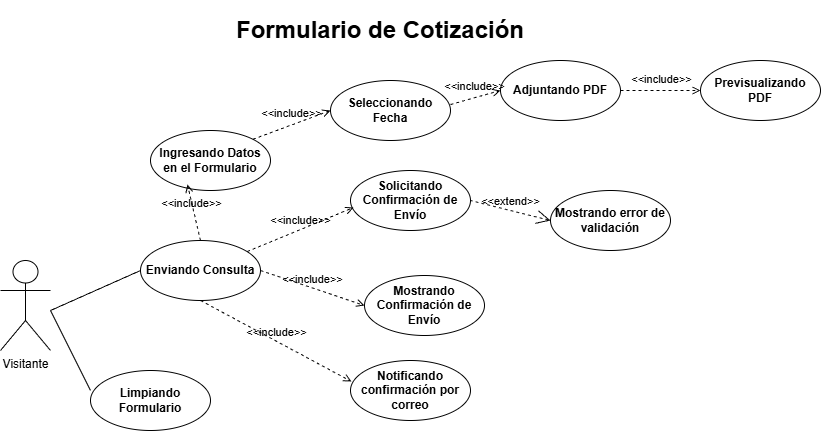 Formulario de Cotización
<<include>>
<<include>>
Adjuntando PDF
Previsualizando
PDF
<<include>>
Seleccionando
Fecha
Ingresando Datos
en el Formulario
<<include>>
<<include>>
Solicitando
Confirmación de
Envío
<<extend>>
Mostrando error de
validación
Enviando Consulta
<<include>>
Mostrando
Confirmación de
Envío
<<include>>
Visitante
Notificando
confirmación por
correo
Limpiando
Formulario